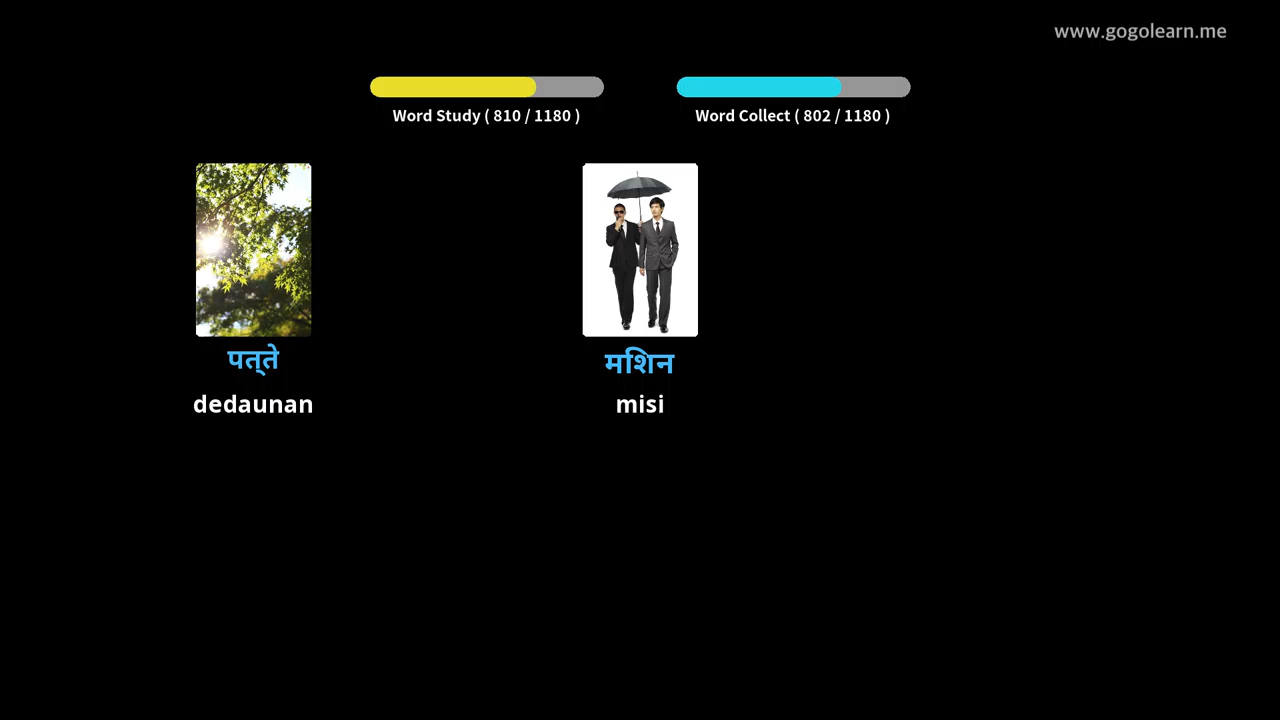 www.gogolearn.me
Word Study ( 810 / 1180 )
Word Collect ( 802 / 1180 )
पत्ते
मशिन
dedaunan
misi